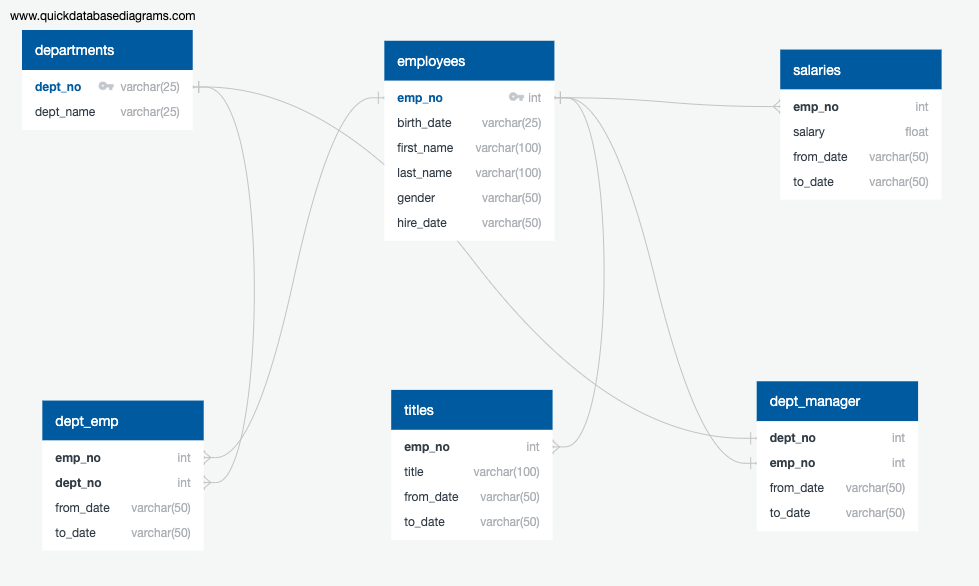 www.quickdatabasediagrams.com
departments
dept_no varchar(25)
dept_name varchar(25)
employees
emp_no int
birth_date varchar(25)
first_name varchar(100)
last_name varchar(100)
gender varchar(50)
hire_date varchar(50)
salaries
emp_no int
salary float
from_date varchar(50)
to_date varchar(50)
dept_emp
emp_no int
dept_no int
from_date varchar(50)
to_date varchar(50)
titles
emp_no int
title varchar(100)
from_date varchar(50)
to_date varchar(50)
dept_manager
dept_no int
emp_no int
from_date varchar(50)
to_date varchar(50)